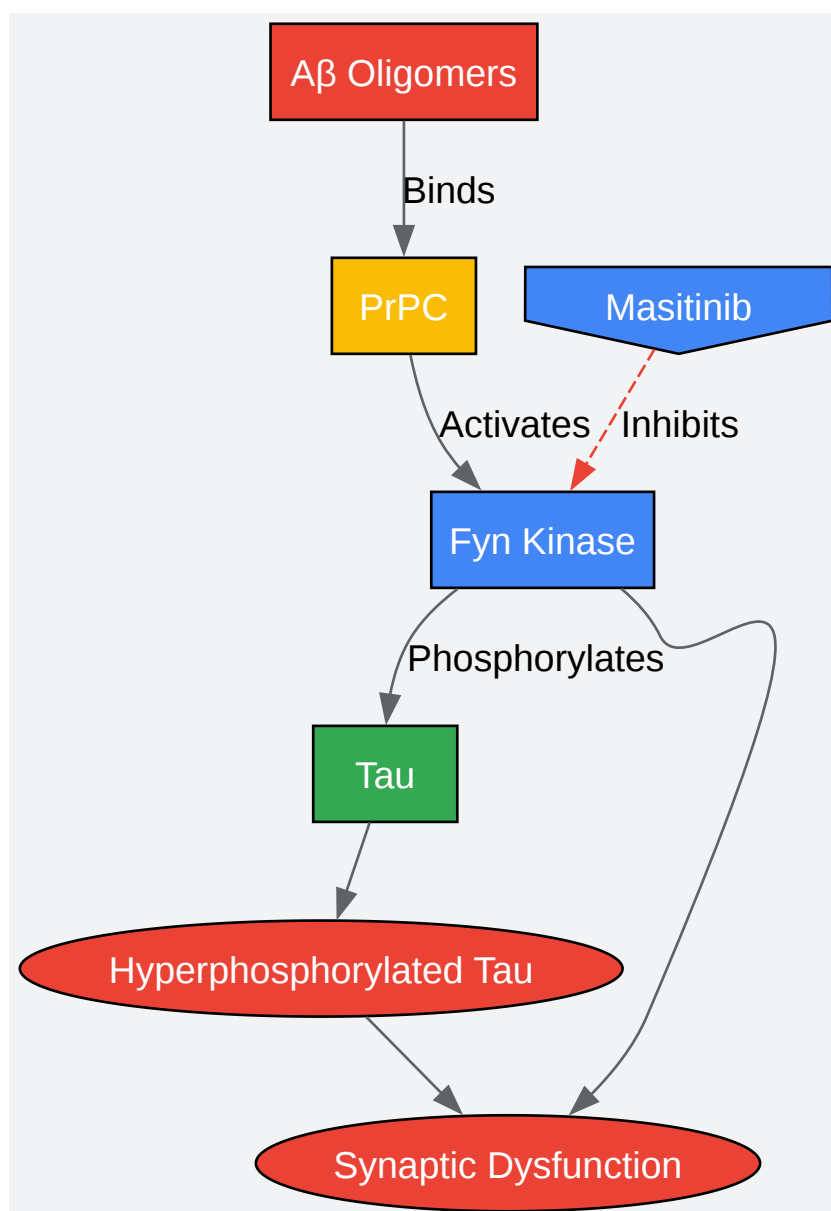 Aβ Oligomers
Binds
PrPC
Masitinib
Activates
Inhibits
Fyn Kinase
Phosphorylates
Tau
Hyperphosphorylated Tau
Synaptic Dysfunction